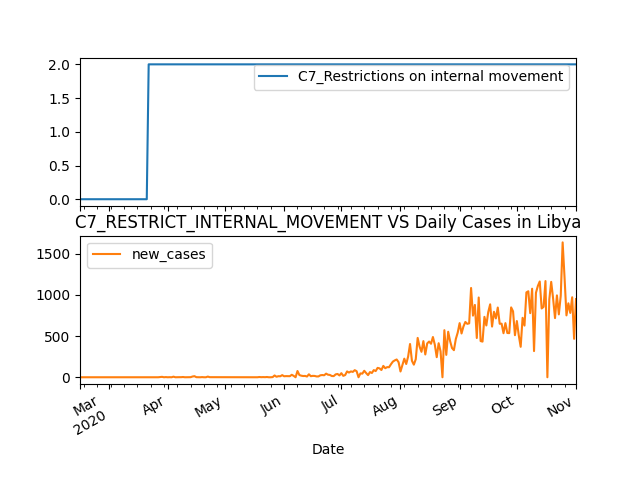 2.0
1.5
1.0
0.5
0.0
C7_Restrictions on internal movement
C7_RESTRICT_INTERNAL_MOVEMENT VS Daily Cases in Libya
1500
1000
500
0
new_cases
Mar
2020
Apr
May
Jun
Jul
Aug
Sep
Oct
Nov
Date